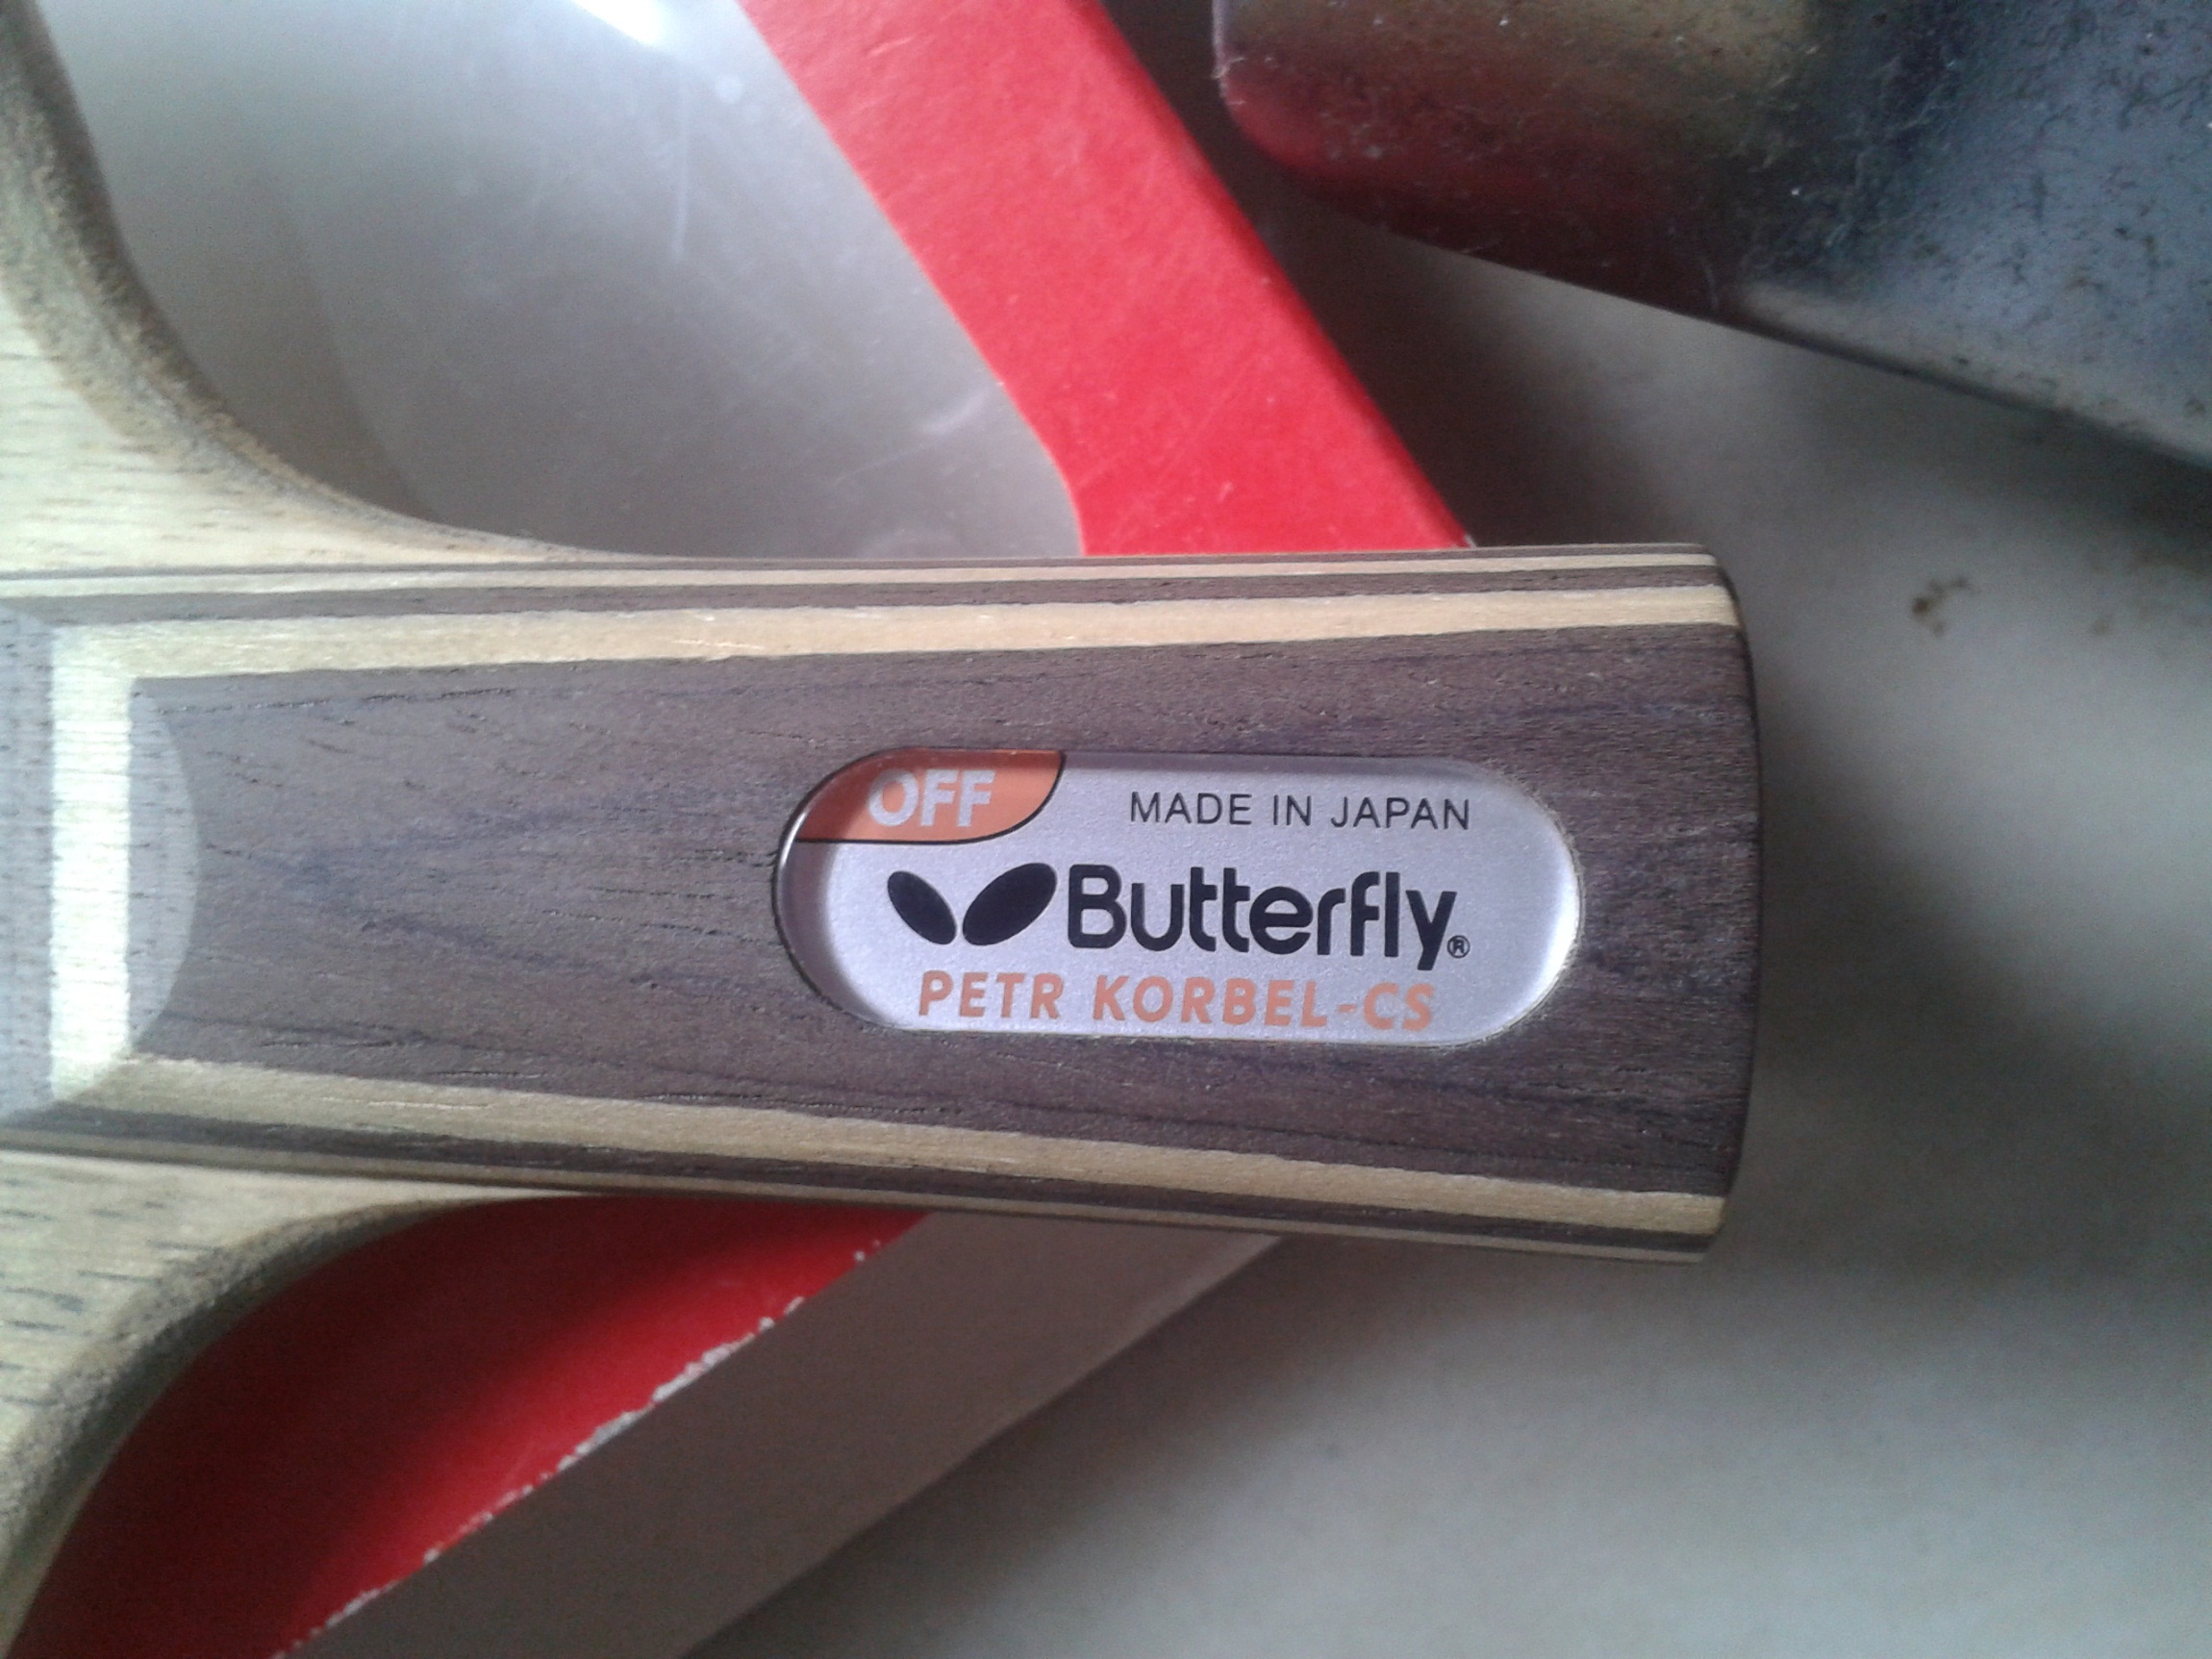 OFF
MADE IN JAPAN
Butterfly®
PETR KORBEL-CS